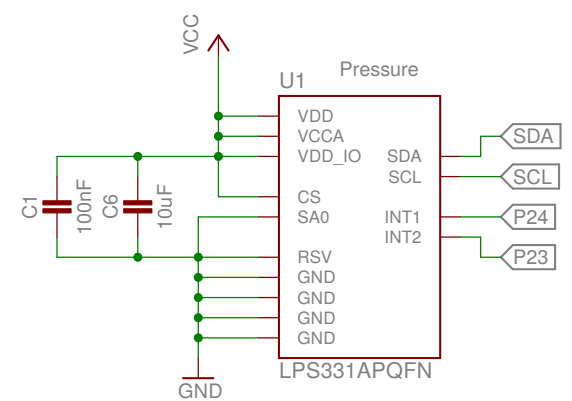 VCC
U1
Pressure
VDD
VCCA
VDD_IO
SDA
SDA
SCL
SCL
CS
SA0
INT1
P24
INT2
P23
C1
100nF
C6
10uF
RSV
GND
GND
GND
GND
LPS331APQFN
GND